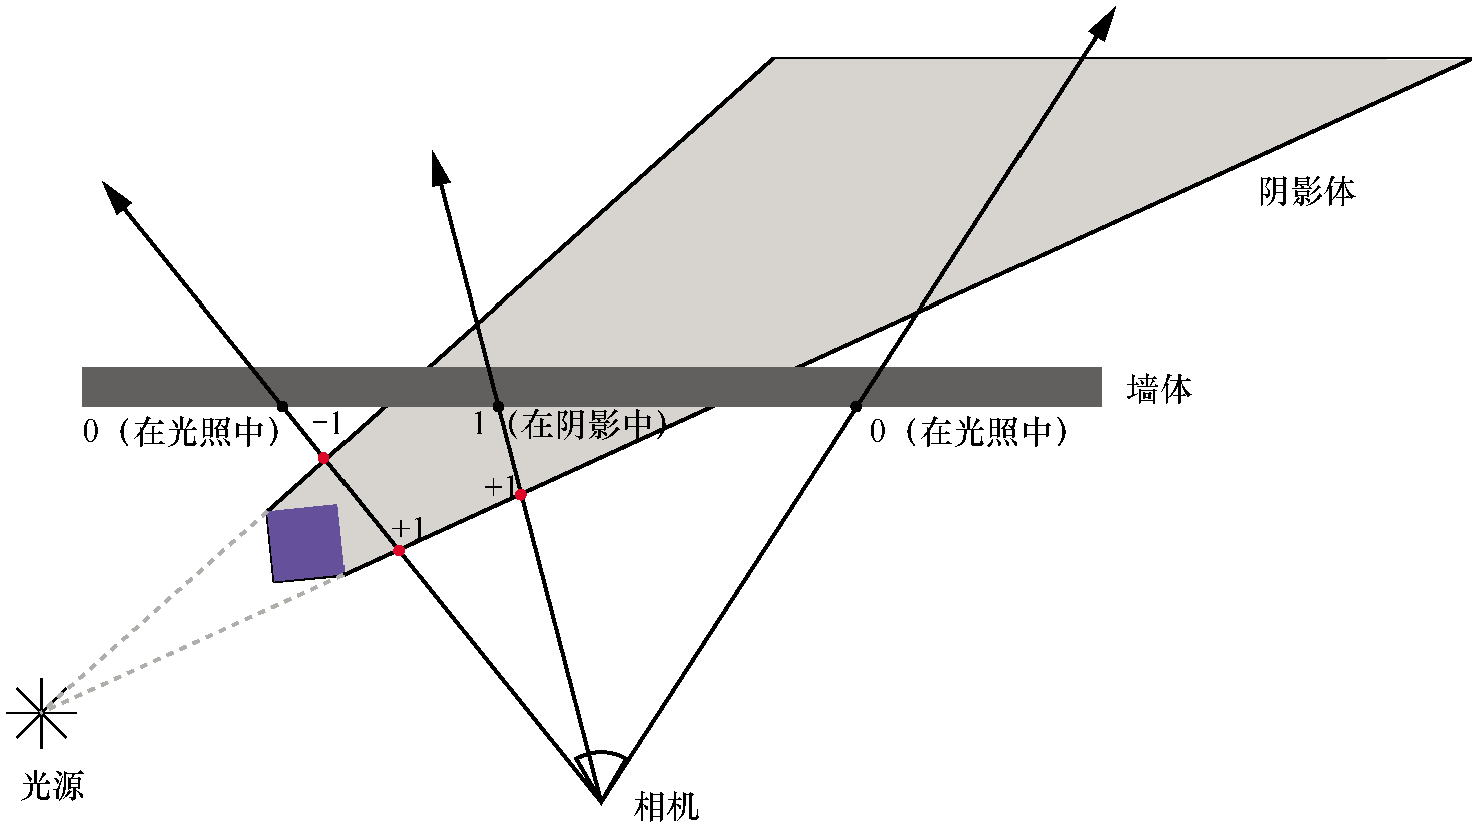 阴影体
墙体
0（在光照中）
-1
1（在阴影中）
0（在光照中）
+1
+1
光源
相机